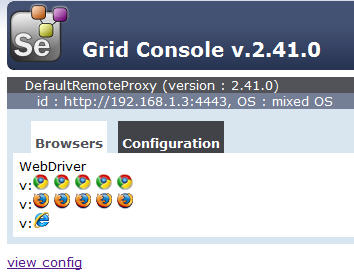 Se
Grid Console v.2.41.0
DefaultRemoteProxy (version : 2.41.0)
id : http://192.168.1.3:4443, OS : mixed OS
Browsers Configuration
WebDriver
v:
v:
v:
view config